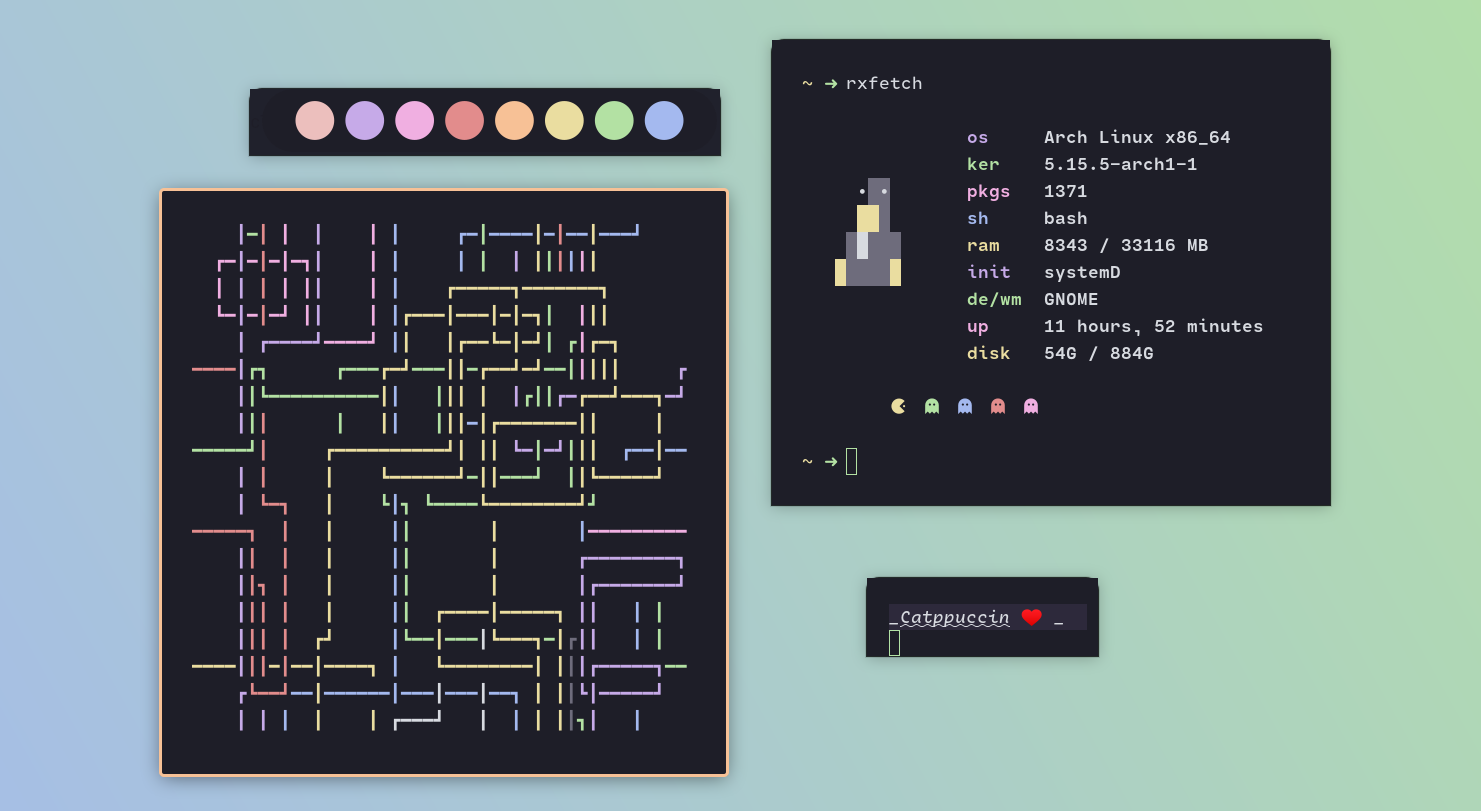 ~ ➜ rxfetch
os Arch Linux x86_64
ker 5.15.5-arch1-1
pkgs 1371
sh bash
ram 8343 / 33116 MB
init systemD
de/wm GNOME
up 11 hours, 52 minutes
disk 54G / 884G
~ ➜
_Catppuccin ❤ _